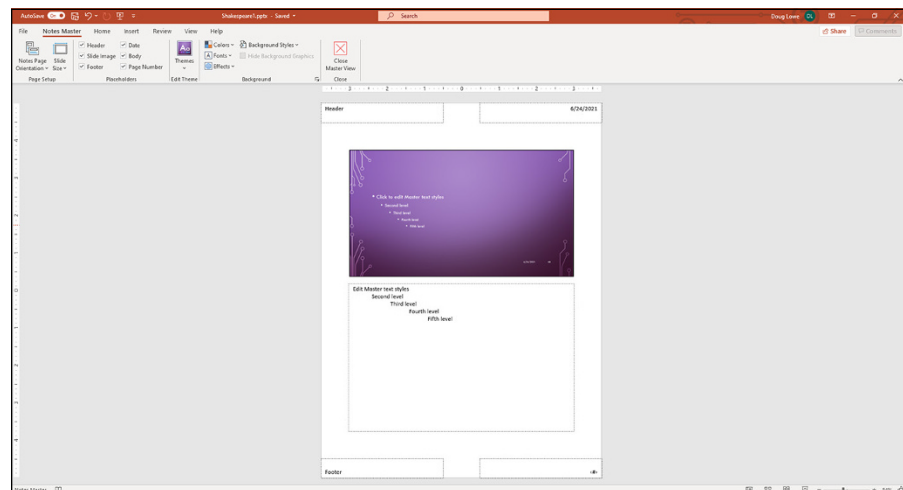 AutoSave On Shakespeare1.pptx - Saved Search Doug Lowe DL
File Notes Master Home Insert Review View Help Share Comments
Notes Page Orientation Slide Size Header Date Slide Image Body Footer Page Number Themes Colors Background Styles Fonts Hide Background Graphics Effects Close Master View
Page Setup Placeholders Edit Theme Background Close
Header 6/24/2021
Click to edit Master text styles
Second level
Third level
Fourth level
Fifth level
Edit Master text styles
Second level
Third level
Fourth level
Fifth level
Footer ‹#›
Notes Master